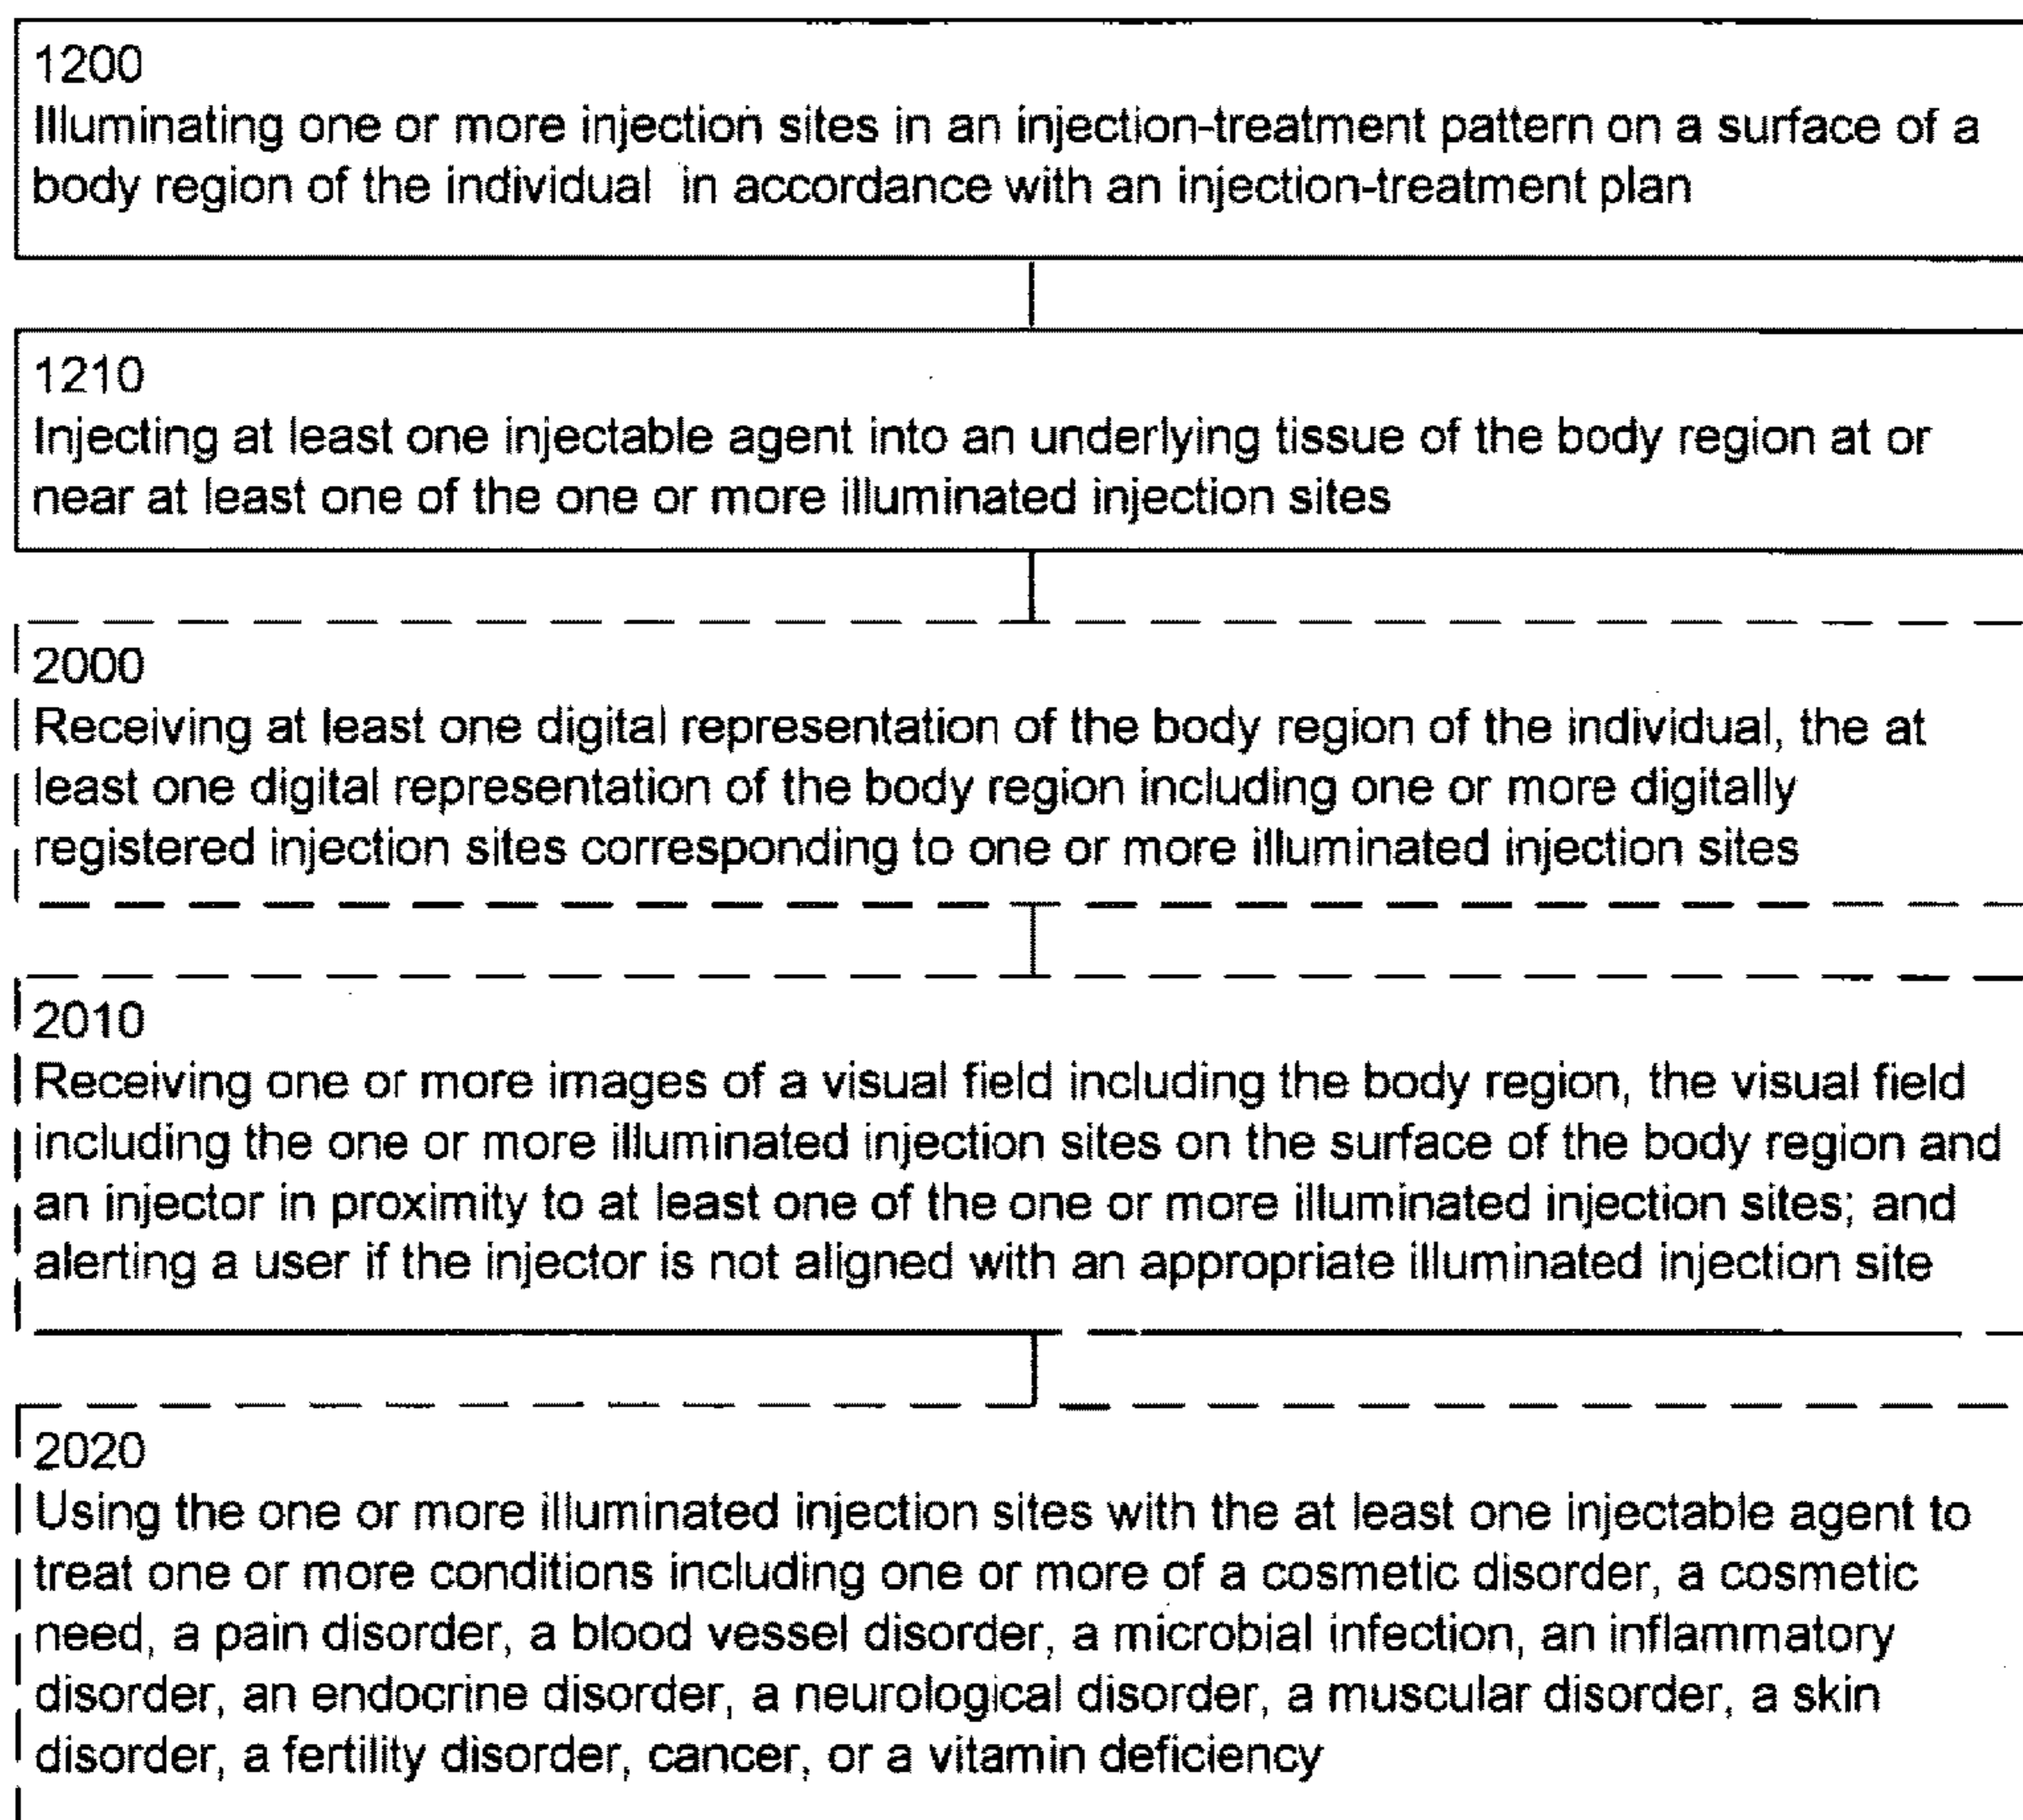 1200
Illuminating one or more injection sites in an injection-treatment pattern on a surface of a
body region of the individual in accordance with an injection-treatment plan
1210
Injecting at least one injectable agent into an underlying tissue of the body region at or
near at least one of the one or more illuminated injection sites
2000
Receiving at least one digital representation of the body region of the individual, the at
least one digital representation of the body region including one or more digitally
registered injection sites corresponding to one or more illuminated injection sites
2010
Receiving one or more images of a visual field including the body region, the visual field
including the one or more illuminated injection sites on the surface of the body region and
an injector in proximity to at least one of the one or more illuminated injection sites; and
alerting a user if the injector is not aligned with an appropriate illuminated injection site
2020
Using the one or more illuminated injection sites with the at least one injectable agent to
treat one or more conditions including one or more of a cosmetic disorder, a cosmetic
need, a pain disorder, a blood vessel disorder, a microbial infection, an inflammatory
disorder, an endocrine disorder, a neurological disorder, a muscular disorder, a skin
disorder, a fertility disorder, cancer, or a vitamin deficiency